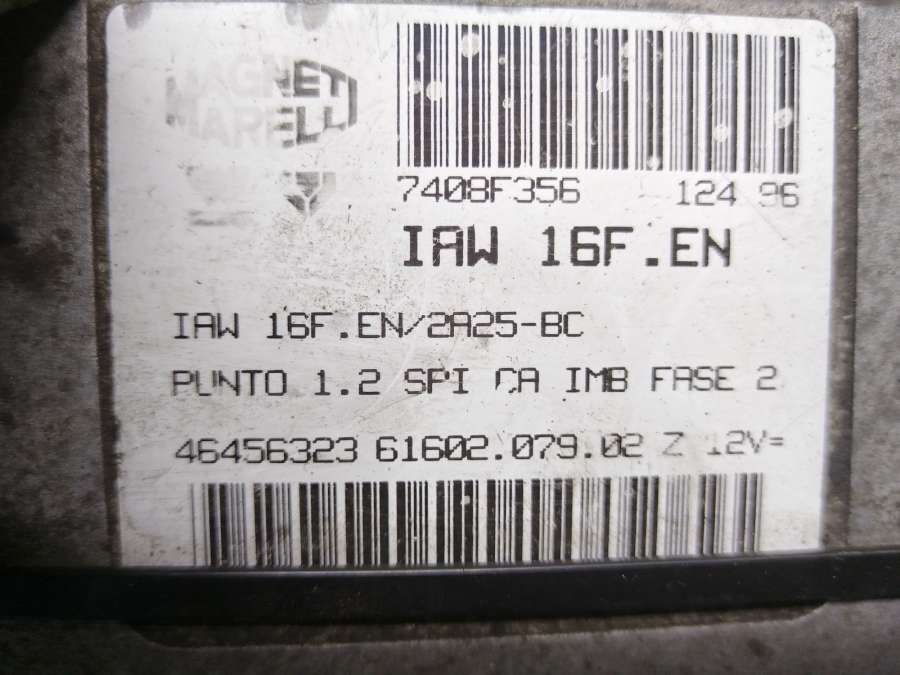 MAGNETI
MARELLI
7408F356 124 96
IAW 16F.EN
IAW 16F.EN/2A25-BC
PUNTO 1.2 SPI CA IMB FASE 2
46456323 61602.079.02 Z 12V=